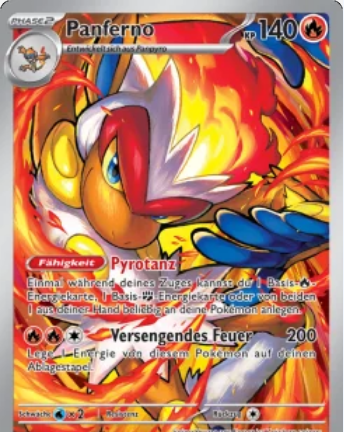 PHASE 2 Panferno KP 140
Entwickelt sich aus Panpyro
Fähigkeit Pyrotanz
Einmal während deines Zuges kannst du 1 Basis-
Energiekarte, 1 Basis- -Energiekarte oder von beiden
1 aus deiner Hand beliebig an deine Pokémon anlegen.
Versengendes Feuer 200
Lege 1 Energie von diesem Pokémon auf deinen
Ablagestapel.
Schwäche ×2 Resistenz Rückzug